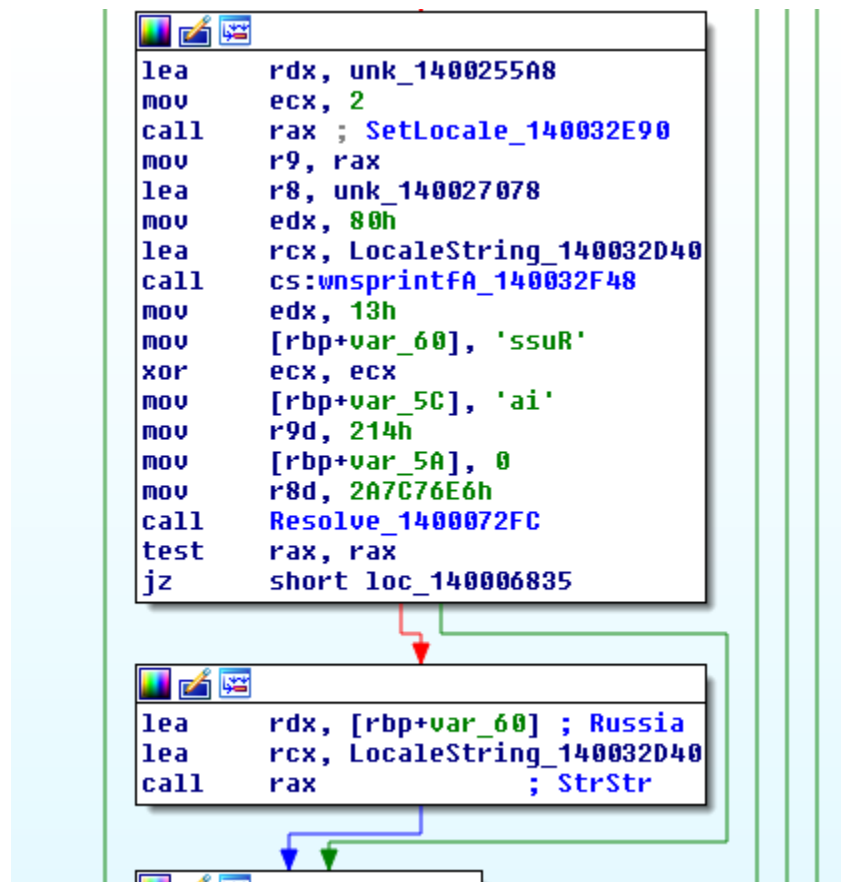 lea rdx, unk_1400255A8
mov ecx, 2
call rax ; SetLocale_140032E90
mov r9, rax
lea r8, unk_140027078
mov edx, 80h
lea rcx, LocaleString_140032D40
call cs:wnsprintfA_140032F48
mov edx, 13h
mov [rbp+var_60], 'ssuR'
xor ecx, ecx
mov [rbp+var_5C], 'ai'
mov r9d, 214h
mov [rbp+var_5A], 0
mov r8d, 2A7C76E6h
call Resolve_1400072FC
test rax, rax
jz short loc_140006835
lea rdx, [rbp+var_60] ; Russia
lea rcx, LocaleString_140032D40
call rax ; StrStr